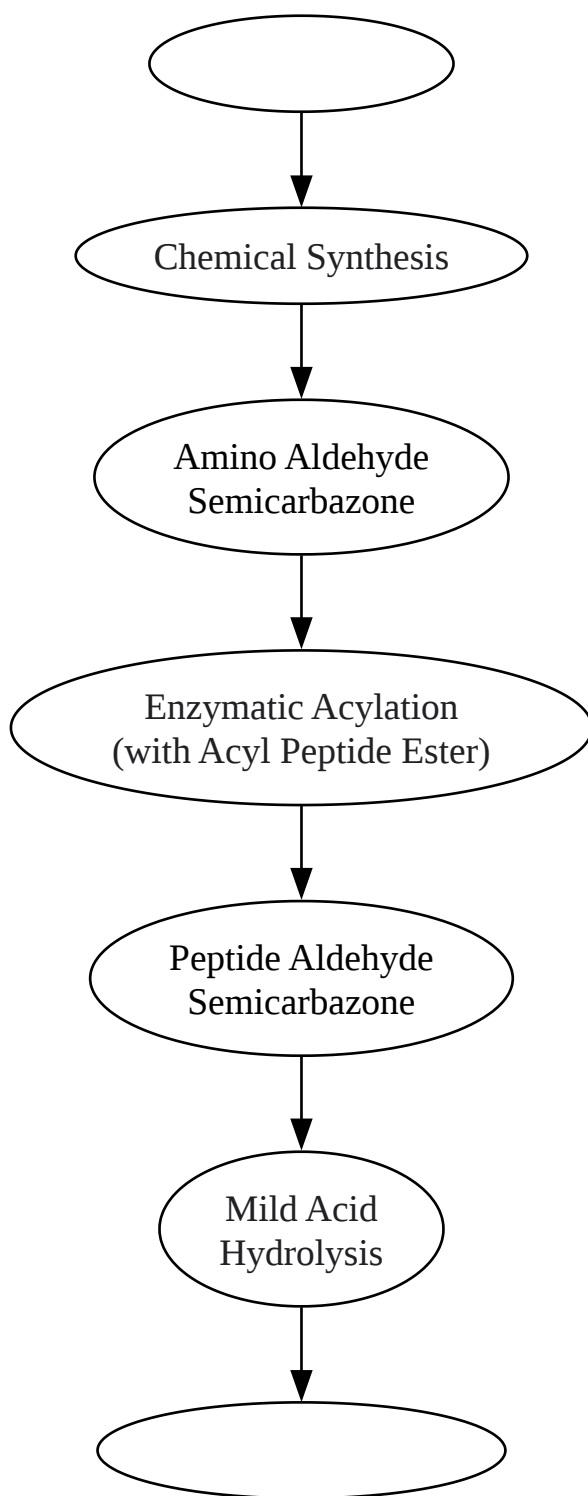 Chemical Synthesis
Amino Aldehyde
Semicarbazone
Enzymatic Acylation
(with Acyl Peptide Ester)
Peptide Aldehyde
Semicarbazone
Mild Acid
Hydrolysis